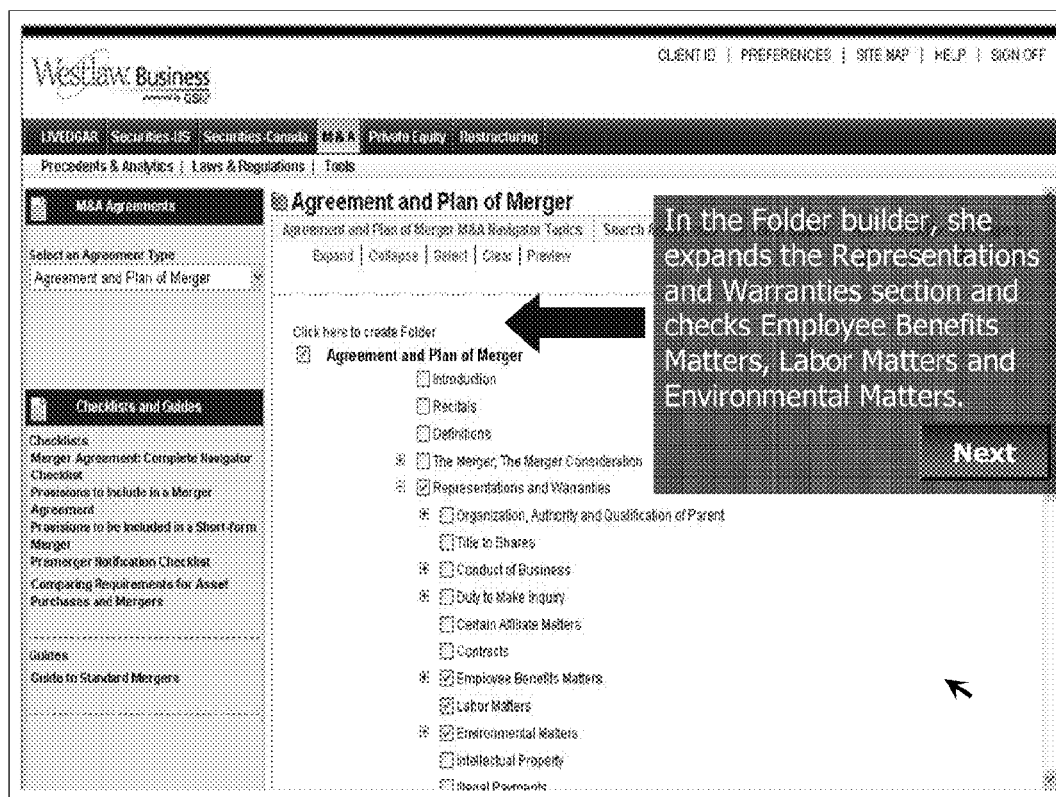 CLIENT ID | PREFERENCES | SITE MAP | HELP | SIGN OFF
Westlaw. Business
LIVEDGAR Securities-US Securities-Canada M&A Private Equity Restructuring
Precedents & Analytics | Laws & Regulations | Tools
M&A Agreements
Select an Agreement Type
Agreement and Plan of Merger
Checklists and Guides
Checklists
Merger Agreement: Complete Navigator
Checklist
Provisions to Include in a Merger
Agreement
Provisions to be Included in a Short-form
Merger
Premerger Notification Checklist
Comparing Requirements for Asset
Purchases and Mergers
Guides
Guide to Standard Mergers
Agreement and Plan of Merger
Agreement and Plan of Merger M&A Navigator Topics | Search
Expand | Collapse | Select | Clear | Preview
Click here to create Folder
Agreement and Plan of Merger
Introduction
Recitals
Definitions
The Merger; The Merger Consideration
Representations and Warranties
Organization, Authority and Qualification of Parent
Title to Shares
Conduct of Business
Duty to Make Inquiry
Certain Affiliate Matters
Contracts
Employee Benefits Matters
Labor Matters
Environmental Matters
Intellectual Property
Illegal Payments
In the Folder builder, she
expands the Representations
and Warranties section and
checks Employee Benefits
Matters, Labor Matters and
Environmental Matters.
Next